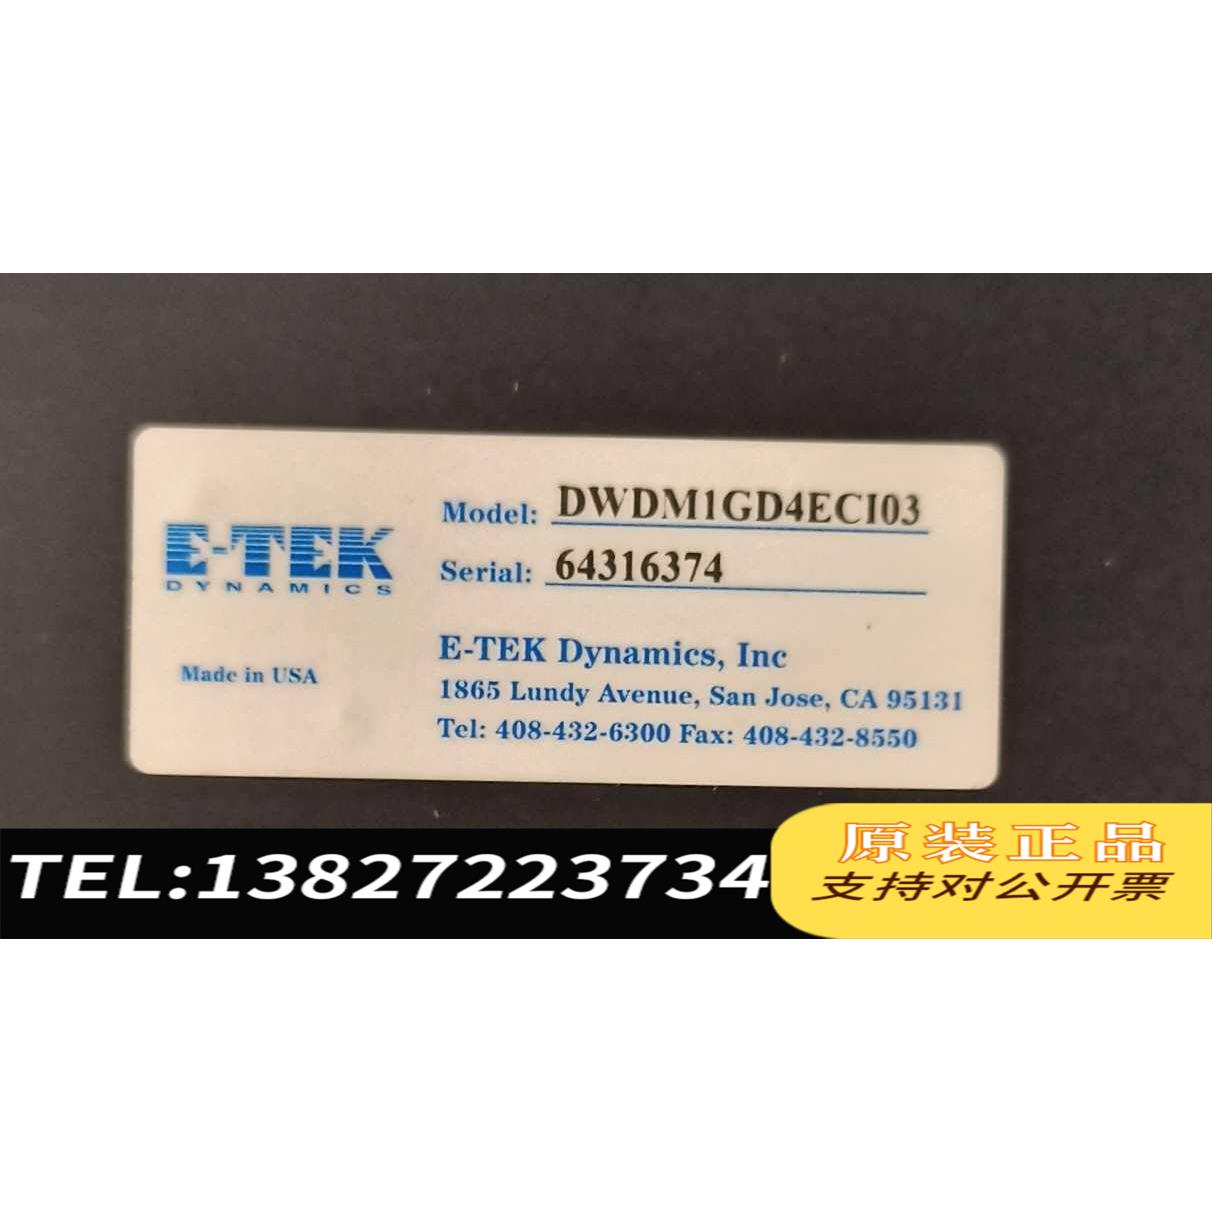 E-TEK
DYNAMICS
Made in USA
Model: DWDM1GD4ECI03
Serial: 64316374
E-TEK Dynamics, Inc
1865 Lundy Avenue, San Jose, CA 95131
Tel: 408-432-6300 Fax: 408-432-8550
TEL:13827223734
原装正品
支持对公开票